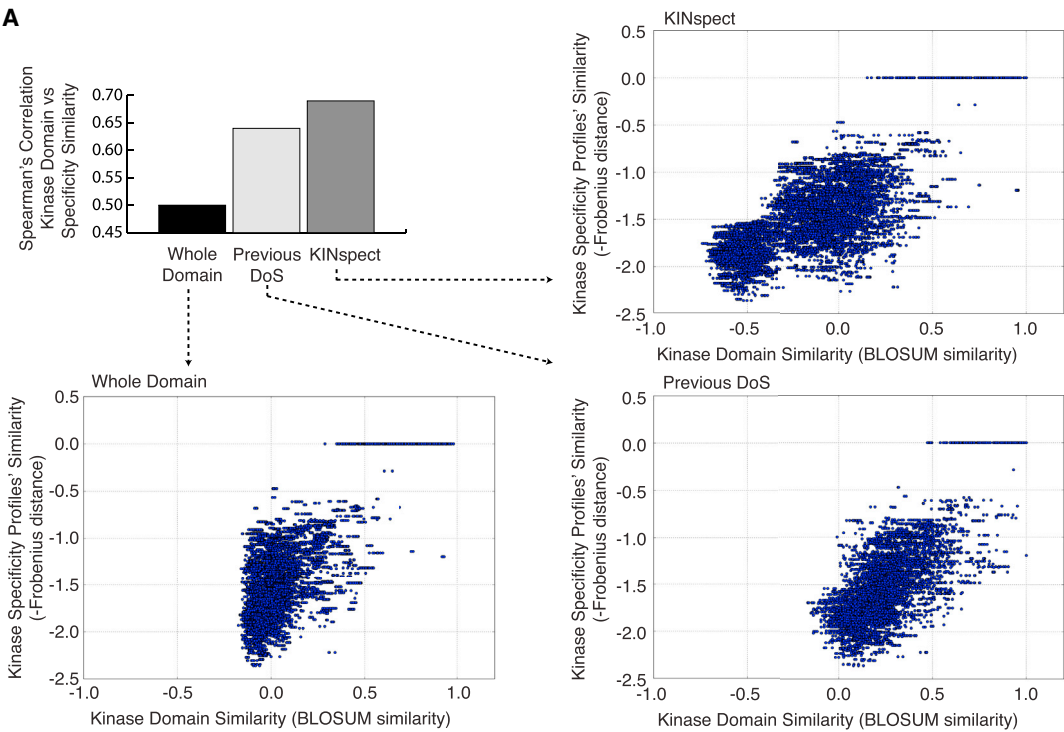 A
Spearman's Correlation
Kinase Domain vs
Specificity Similarity
0.70
0.65
0.60
0.55
0.50
0.45
Whole
Domain
Previous
DoS
KINspect
KINspect
Kinase Specificity Profiles' Similarity
(-Frobenius distance)
0.5
0.0
-0.5
-1.0
-1.5
-2.0
-2.5
-1.0 -0.5 0.0 0.5 1.0
Kinase Domain Similarity (BLOSUM similarity)
Whole Domain
Kinase Specificity Profiles' Similarity
(-Frobenius distance)
0.5
0.0
-0.5
-1.0
-1.5
-2.0
-2.5
-1.0 -0.5 0.0 0.5 1.0
Kinase Domain Similarity (BLOSUM similarity)
Previous DoS
Kinase Specificity Profiles' Similarity
(-Frobenius distance)
0.5
0.0
-0.5
-1.0
-1.5
-2.0
-2.5
-1.0 -0.5 0.0 0.5 1.0
Kinase Domain Similarity (BLOSUM similarity)